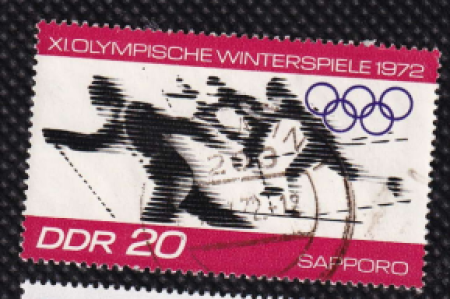 XI. OLYMPISCHE WINTERSPIELE 1972
DDR 20
SAPPORO